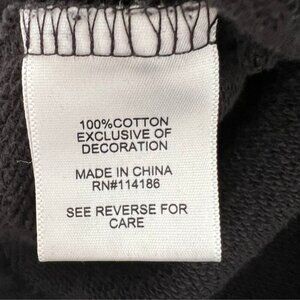 100%COTTON
EXCLUSIVE OF
DECORATION
MADE IN CHINA
RN#114186
SEE REVERSE FOR
CARE